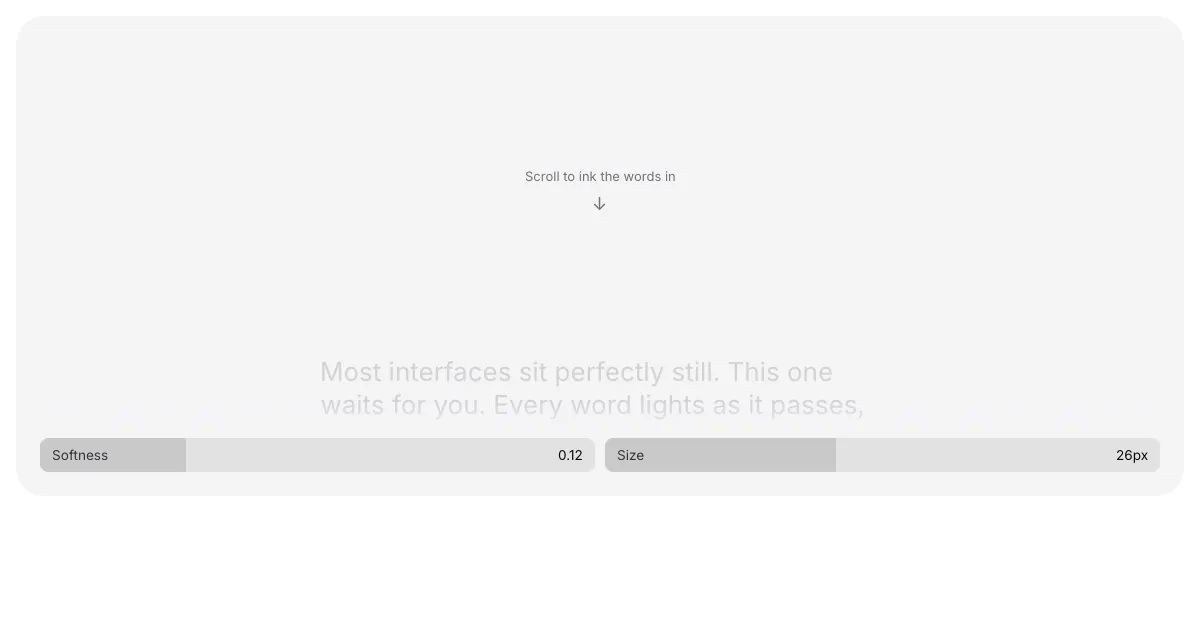 Scroll to ink the words in
Most interfaces sit perfectly still. This one
waits for you. Every word lights as it passes,
Softness 0.12
Size 26px